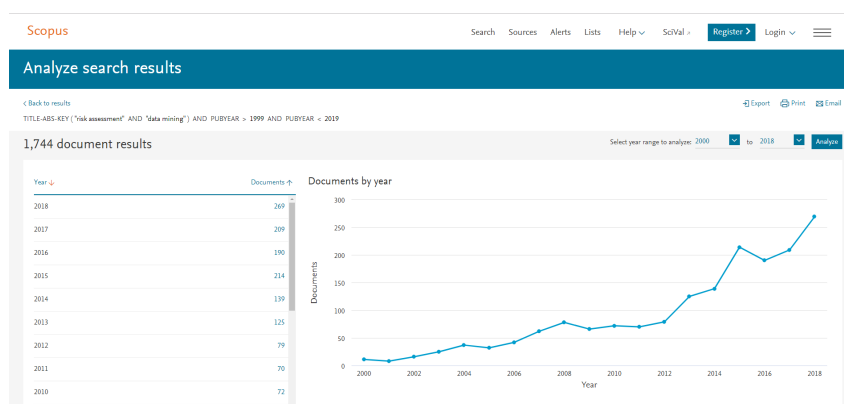 Scopus
Search Sources Alerts Lists Help SciVal Register Login
Analyze search results
Back to results
Export Print Email
TITLE-ABS-KEY ( "risk assessment" AND "data mining" ) AND PUBYEAR > 1999 AND PUBYEAR < 2019
1,744 document results
Select year range to analyze: 2000 to 2018 Analyze
Year Documents
2018 269
2017 209
2016 190
2015 214
2014 139
2013 125
2012 79
2011 70
2010 72
Documents by year
300
250
200
150
100
50
0
Documents
2000 2002 2004 2006 2008 2010 2012 2014 2016 2018
Year